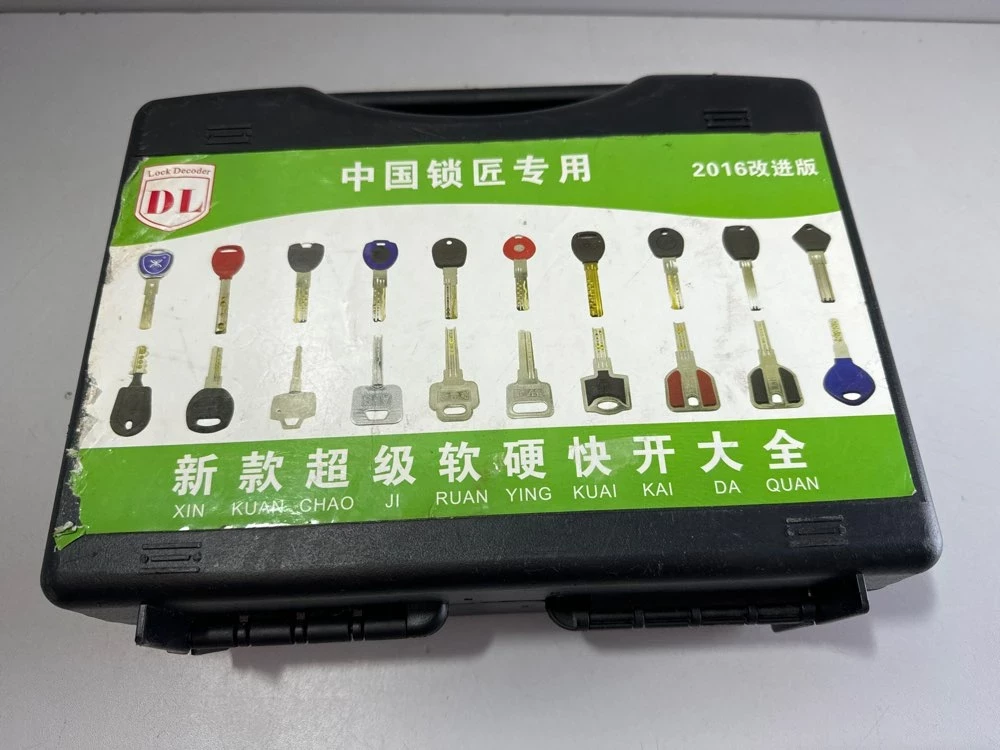 Lock Decoder
DL
中国锁匠专用
2016改进版
新款超级软硬快开大全
XIN KUAN CHAO JI RUAN YING KUAI KAI DA QUAN